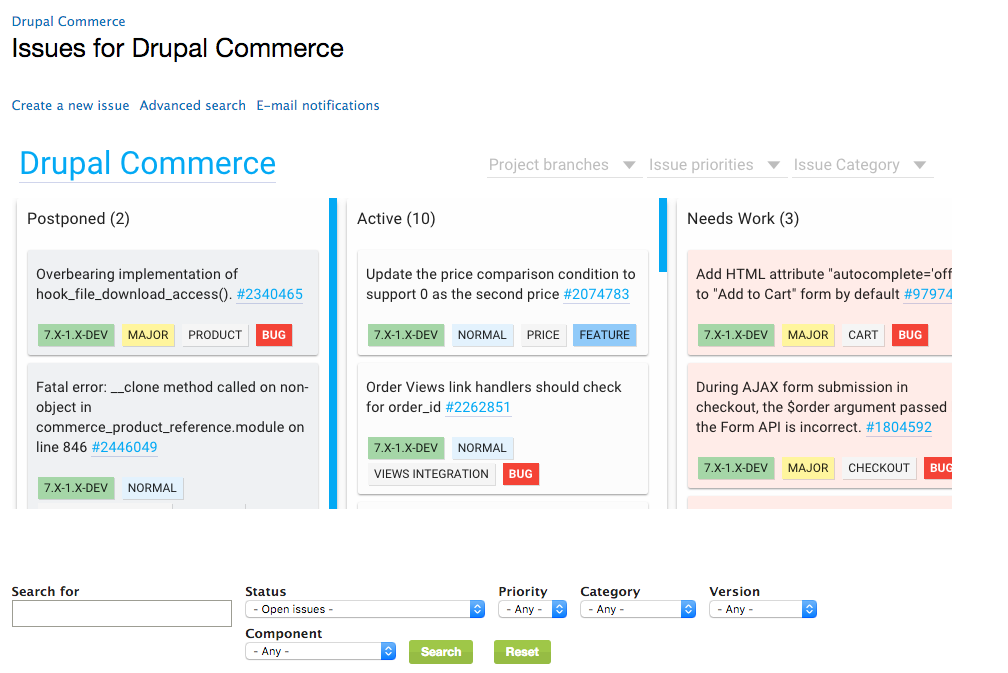 Drupal Commerce
Issues for Drupal Commerce
Create a new issue Advanced search E-mail notifications
Drupal Commerce
Project branches Issue priorities Issue Category
Postponed (2)
Overbearing implementation of
hook_file_download_access(). #2340465
7.X-1.X-DEV MAJOR PRODUCT BUG
Fatal error: __clone method called on non-
object in
commerce_product_reference.module on
line 846 #2446049
7.X-1.X-DEV NORMAL
Active (10)
Update the price comparison condition to
support 0 as the second price #2074783
7.X-1.X-DEV NORMAL PRICE FEATURE
Order Views link handlers should check
for order_id #2262851
7.X-1.X-DEV NORMAL
VIEWS INTEGRATION BUG
Needs Work (3)
Add HTML attribute "autocomplete='off
to "Add to Cart" form by default #97974
7.X-1.X-DEV MAJOR CART BUG
During AJAX form submission in
checkout, the $order argument passed
the Form API is incorrect. #1804592
7.X-1.X-DEV MAJOR CHECKOUT BUG
Search for
Status
- Open issues -
Priority
- Any -
Category
- Any -
Version
- Any -
Component
- Any -
Search Reset